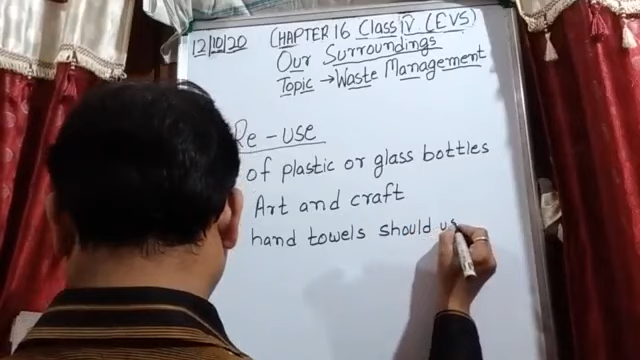 12/10/20
CHAPTER 16 Class IV (EVS)
Our Surroundings
Topic → Waste Management
Re-use
of plastic or glass bottles
Art and craft
hand towels should us